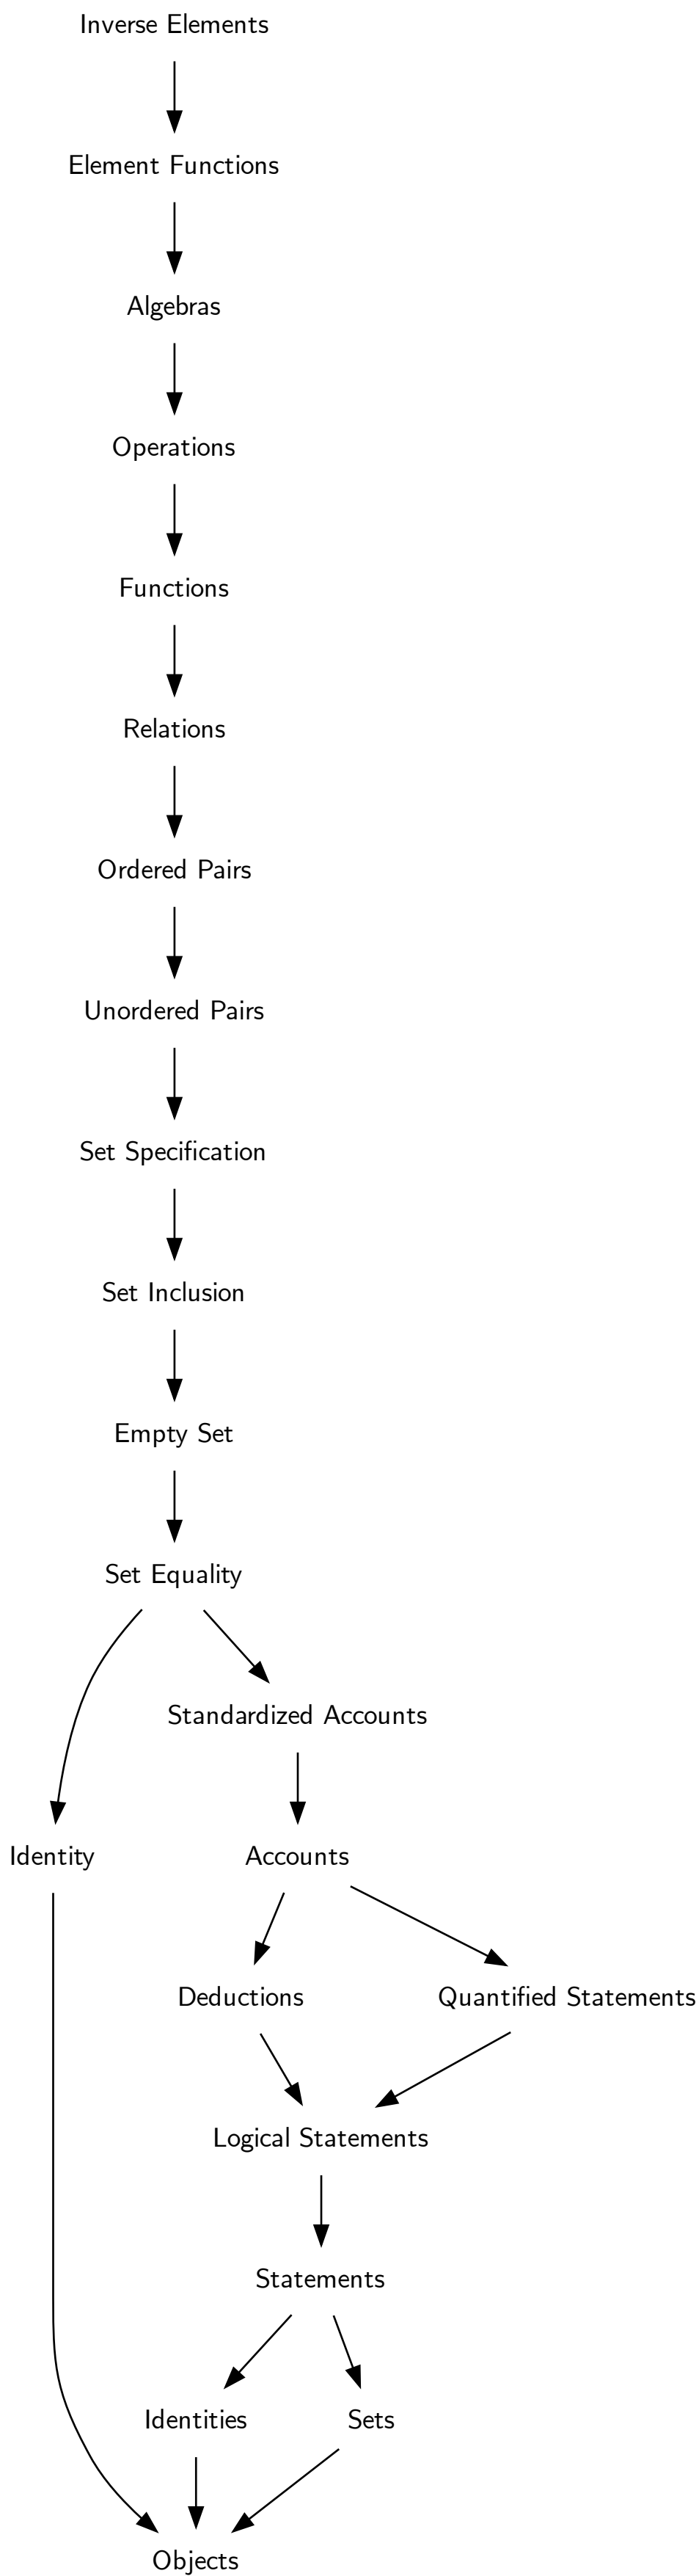 Inverse Elements
Element Functions
Algebras
Operations
Functions
Relations
Ordered Pairs
Unordered Pairs
Set Specification
Set Inclusion
Empty Set
Set Equality
Standardized Accounts
Identity
Accounts
Deductions
Quantified Statements
Logical Statements
Statements
Identities
Sets
Objects